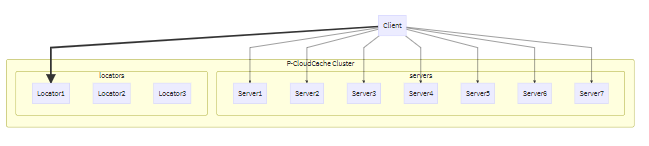 Client
P-CloudCache Cluster
locators
servers
Locator1
Locator2
Locator3
Server1
Server2
Server3
Server4
Server5
Server6
Server7